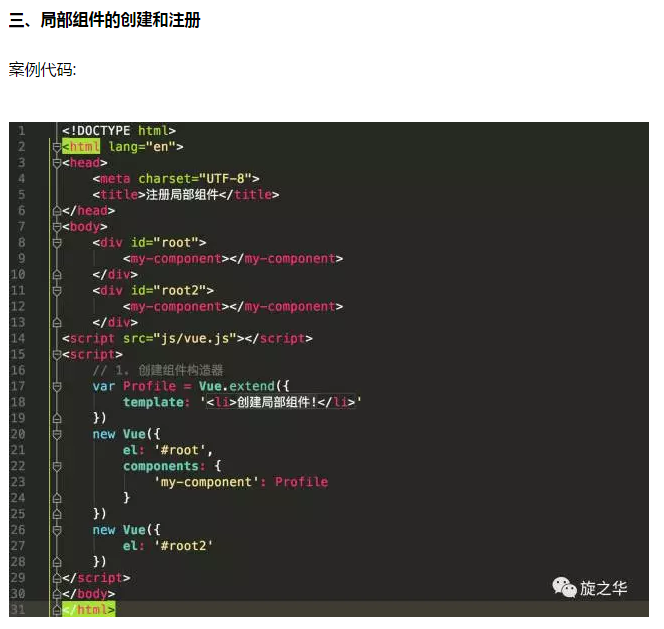 三、局部组件的创建和注册
案例代码:
1 <!DOCTYPE html>
2 <html lang="en">
3 <head>
4     <meta charset="UTF-8">
5     <title>注册局部组件</title>
6 </head>
7 <body>
8     <div id="root">
9         <my-component></my-component>
10     </div>
11     <div id="root2">
12         <my-component></my-component>
13     </div>
14 <script src="js/vue.js"></script>
15 <script>
16     // 1. 创建组件构造器
17     var Profile = Vue.extend({
18         template: '<li>创建局部组件!</li>'
19     })
20     new Vue({
21         el: '#root',
22         components: {
23             'my-component': Profile
24         }
25     })
26     new Vue({
27         el: '#root2'
28     })
29 </script>
30 </body>
31 </html>
旋之华